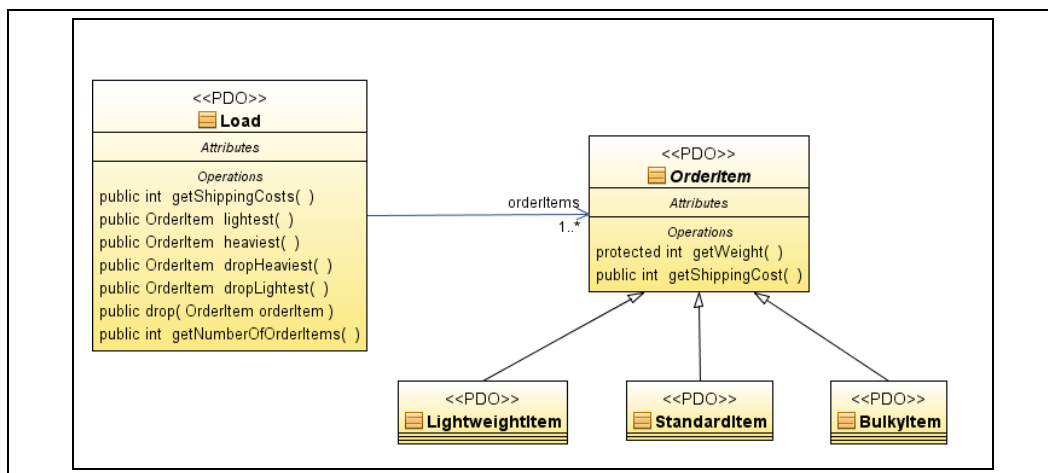 <<PDO>>
Load
Attributes
Operations
public int getShippingCosts( )
public OrderItem lightest( )
public OrderItem heaviest( )
public OrderItem dropHeaviest( )
public OrderItem dropLightest( )
public drop( OrderItem orderItem )
public int getNumberOfOrderItems( )
orderItems
1..*
<<PDO>>
OrderItem
Attributes
Operations
protected int getWeight( )
public int getShippingCost( )
<<PDO>>
LightweightItem
<<PDO>>
StandardItem
<<PDO>>
BulkyItem